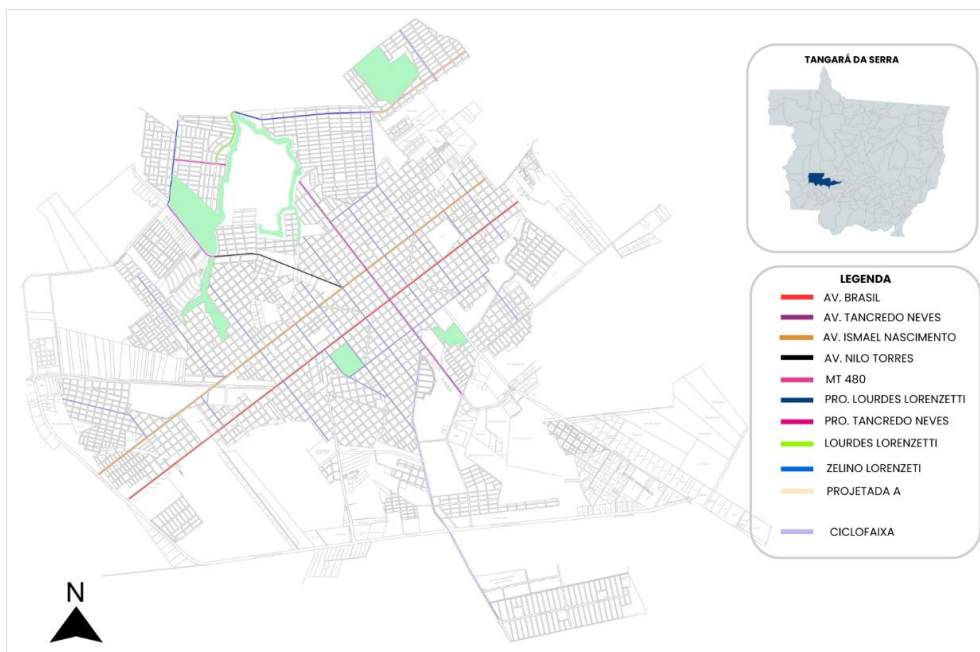 TANGARÁ DA SERRA
LEGENDA
AV. BRASIL
AV. TANCREDO NEVES
AV. ISMAEL NASCIMENTO
AV. NILO TORRES
MT 480
PRO. LOURDES LORENZETTI
PRO. TANCREDO NEVES
LOURDES LORENZETTI
ZELINO LORENZETI
PROJETADA A
CICLOFAIXA
N